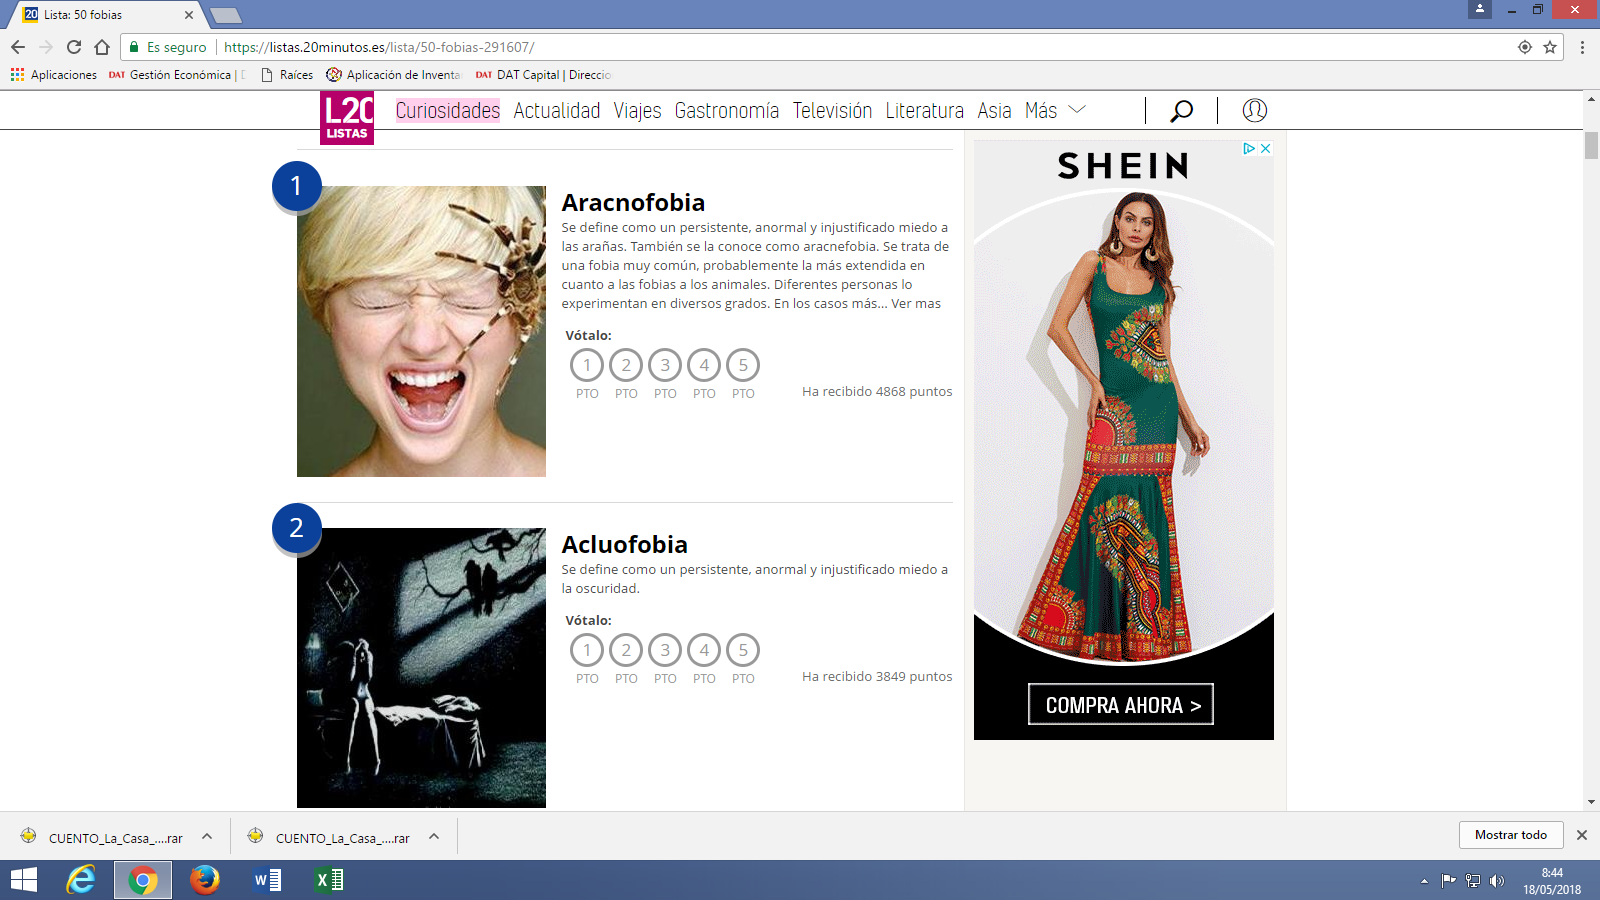 20 Lista: 50 fobias
Es seguro https://listas.20minutos.es/lista/50-fobias-291607/
Aplicaciones DAT Gestión Económica | Raíces Aplicación de Inventa DAT DAT Capital | Direccio
L20
LISTAS
Curiosidades Actualidad Viajes Gastronomía Televisión Literatura Asia Más
1
Aracnofobia
Se define como un persistente, anormal y injustificado miedo a
las arañas. También se la conoce como aracnefobia. Se trata de
una fobia muy común, probablemente la más extendida en
cuanto a las fobias a los animales. Diferentes personas lo
experimentan en diversos grados. En los casos más... Ver mas
Vótalo:
1 2 3 4 5
PTO PTO PTO PTO PTO
Ha recibido 4868 puntos
2
Acluofobia
Se define como un persistente, anormal y injustificado miedo a
la oscuridad.
Vótalo:
1 2 3 4 5
PTO PTO PTO PTO PTO
Ha recibido 3849 puntos
SHEIN
COMPRA AHORA >
CUENTO_La_Casa_....rar CUENTO_La_Casa_....rar Mostrar todo
8:44
18/05/2018